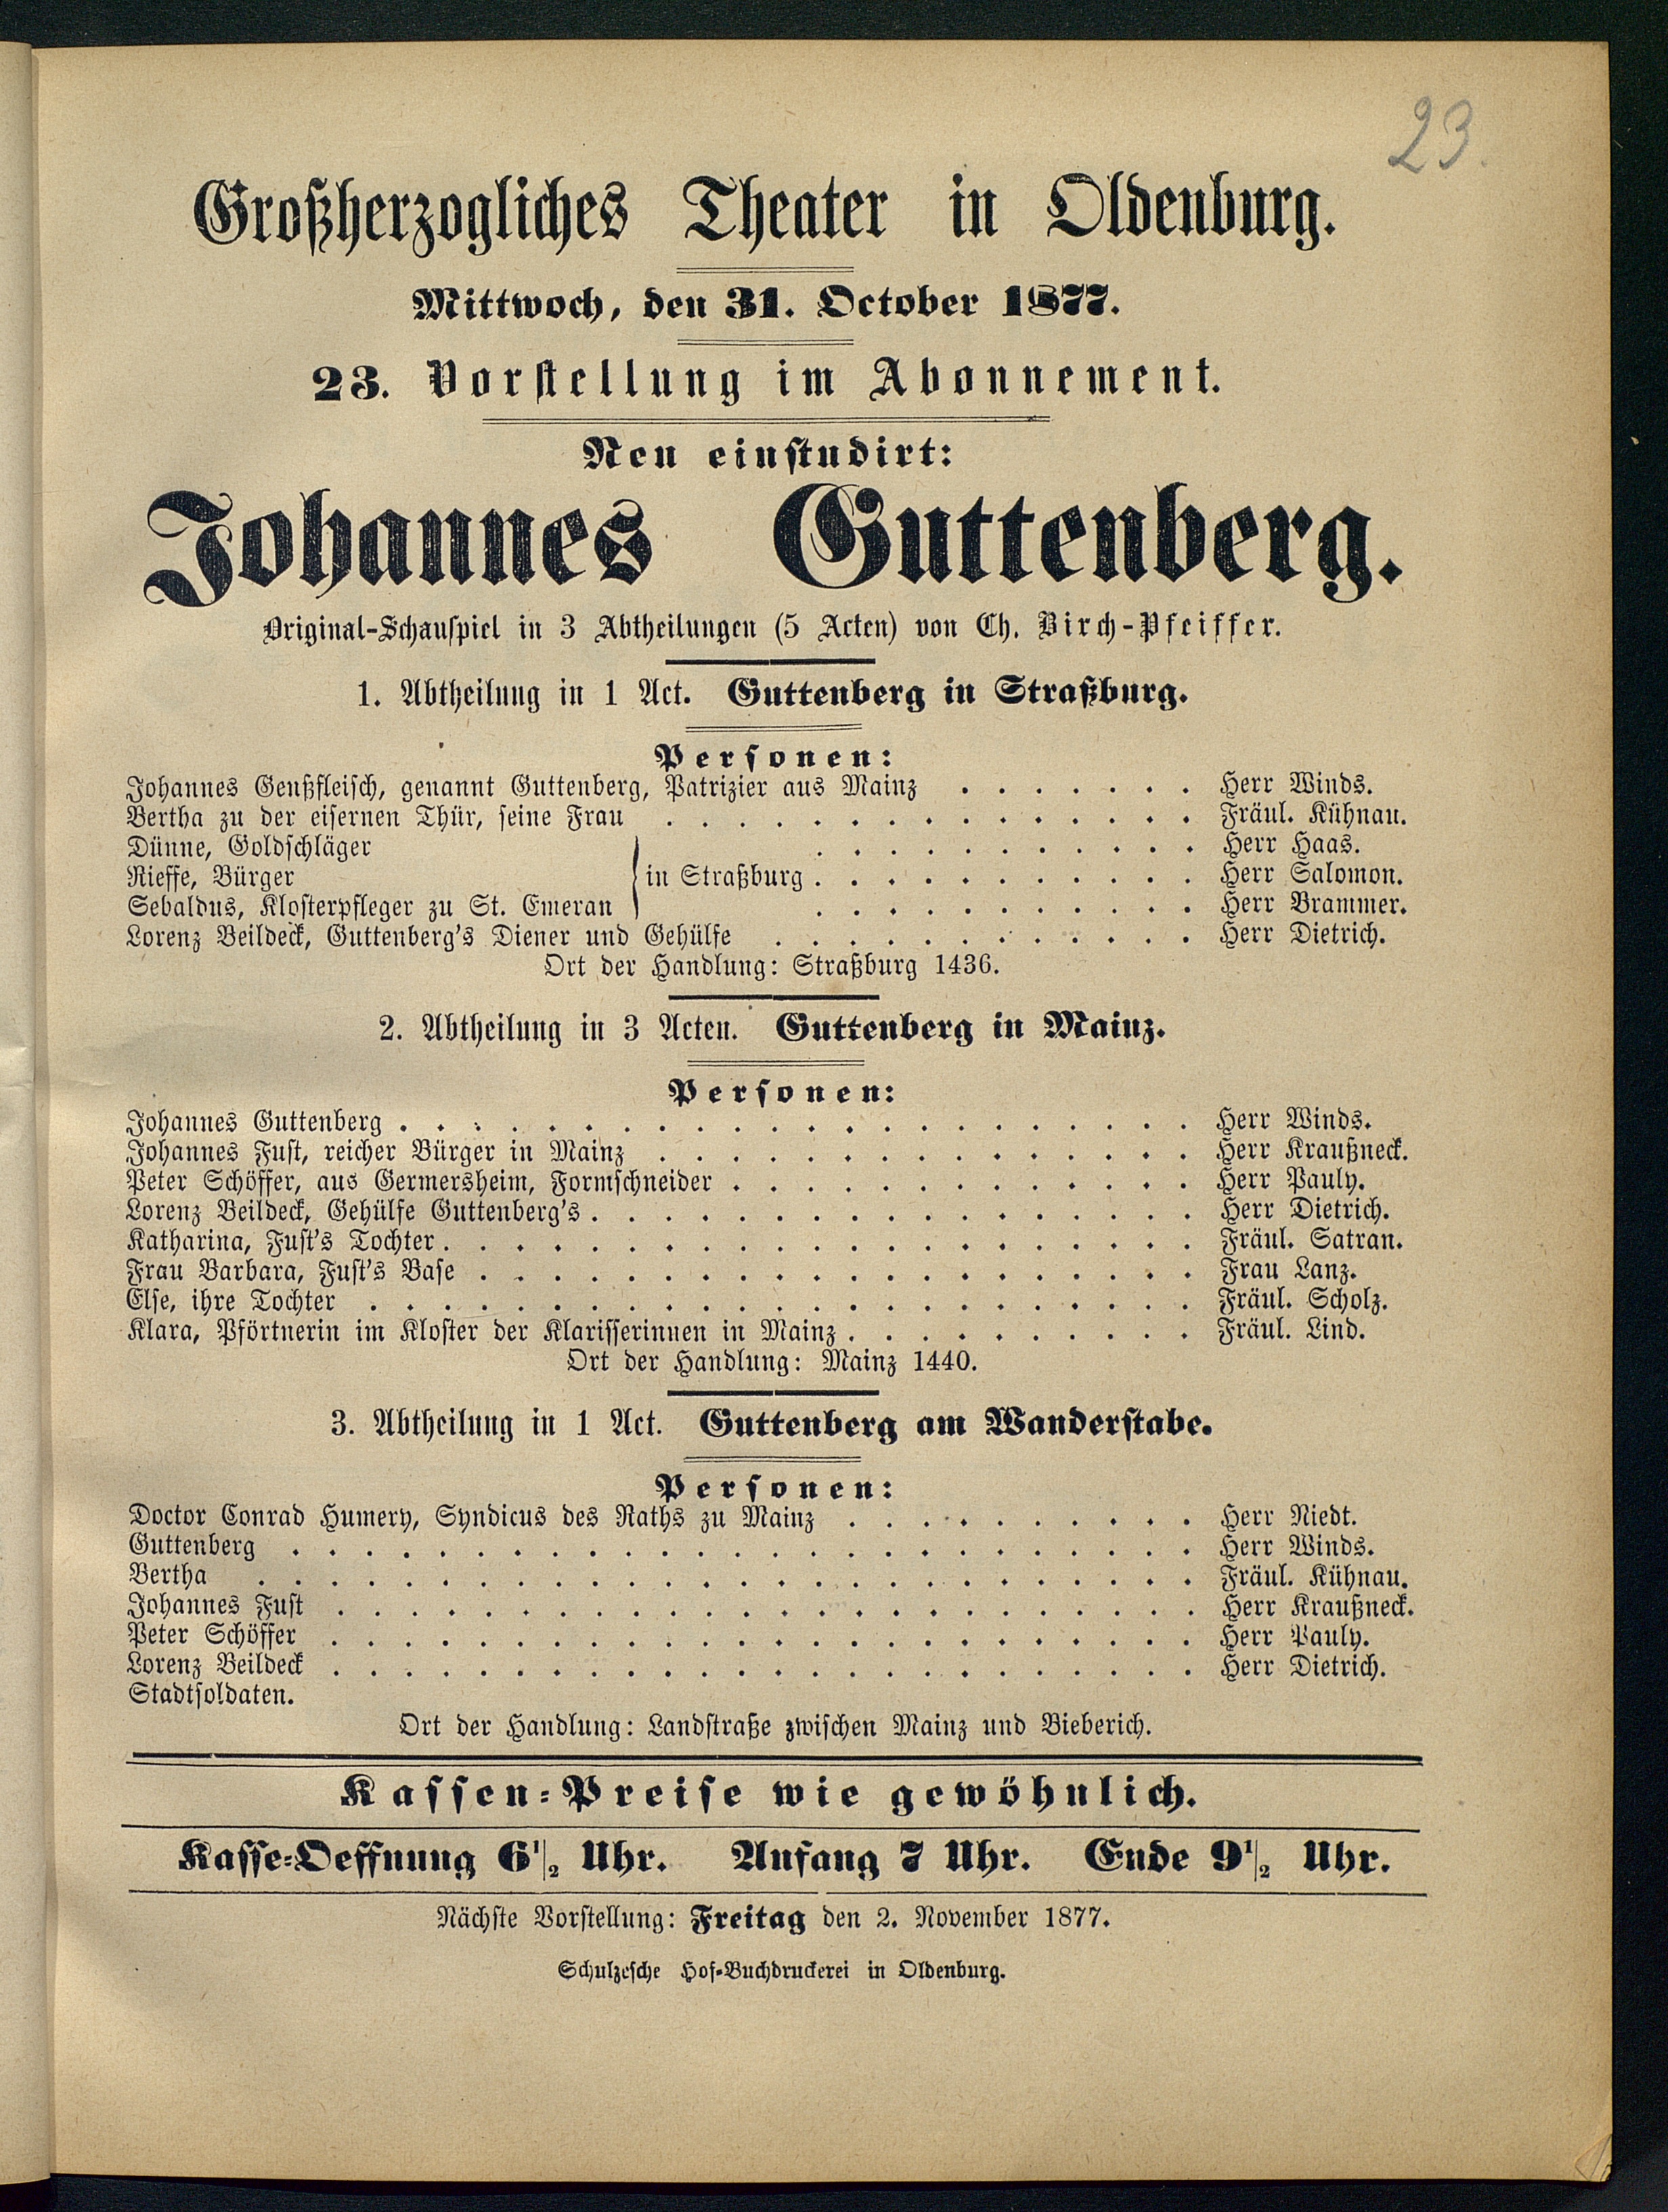 23.
Großherzogliches Theater in Oldenburg.
Mittwoch, den 31. October 1877.
23. Vorstellung im Abonnement.
Neu einstudirt:
Johannes Guttenberg.
Original-Schauspiel in 3 Abtheilungen (5 Acten) von Ch. Birch-Pfeiffer.
1. Abtheilung in 1 Act. Guttenberg in Straßburg.
Personen:
Johannes Genßfleisch, genannt Guttenberg, Patrizier aus Mainz . . . . . . . Herr Winds.
Bertha zu der eisernen Thür, seine Frau . . . . . . . . . . . . . . . Fräul. Kühnau.
Dünne, Goldschläger . . . . . . . . . . . Herr Haas.
Rieffe, Bürger } in Straßburg . . . . . . . . . . . Herr Salomon.
Sebaldus, Klosterpfleger zu St. Emeran . . . . . . . . . . . Herr Brammer.
Lorenz Beildeck, Guttenberg's Diener und Gehülfe . . . . . . . . . . . . Herr Dietrich.
Ort der Handlung: Straßburg 1436.
2. Abtheilung in 3 Acten. Guttenberg in Mainz.
Personen:
Johannes Guttenberg . . . . . . . . . . . . . . . . . . . . . . Herr Winds.
Johannes Fust, reicher Bürger in Mainz . . . . . . . . . . . . . . . Herr Kraußneck.
Peter Schöffer, aus Germersheim, Formschneider . . . . . . . . . . . . . Herr Pauly.
Lorenz Beildeck, Gehülfe Guttenberg's . . . . . . . . . . . . . . . . . Herr Dietrich.
Katharina, Fust's Tochter . . . . . . . . . . . . . . . . . . . . . Fräul. Satran.
Frau Barbara, Fust's Base . . . . . . . . . . . . . . . . . . . . Frau Lanz.
Else, ihre Tochter . . . . . . . . . . . . . . . . . . . . . . . Fräul. Scholz.
Klara, Pförtnerin im Kloster der Klarisserinnen in Mainz . . . . . . . . . . Fräul. Lind.
Ort der Handlung: Mainz 1440.
3. Abtheilung in 1 Act. Guttenberg am Wanderstabe.
Personen:
Doctor Conrad Humery, Syndicus des Raths zu Mainz . . . . . . . . . . Herr Niedt.
Guttenberg . . . . . . . . . . . . . . . . . . . . . . . . . Herr Winds.
Bertha . . . . . . . . . . . . . . . . . . . . . . . . . . Fräul. Kühnau.
Johannes Fust . . . . . . . . . . . . . . . . . . . . . . . . Herr Kraußneck.
Peter Schöffer . . . . . . . . . . . . . . . . . . . . . . . . Herr Pauly.
Lorenz Beildeck . . . . . . . . . . . . . . . . . . . . . . . . Herr Dietrich.
Stadtsoldaten.
Ort der Handlung: Landstraße zwischen Mainz und Bieberich.
Kassen-Preise wie gewöhnlich.
Kasse-Oeffnung 6 1/2 Uhr. Anfang 7 Uhr. Ende 9 1/2 Uhr.
Nächste Vorstellung: Freitag den 2. November 1877.
Schulzesche Hof-Buchdruckerei in Oldenburg.